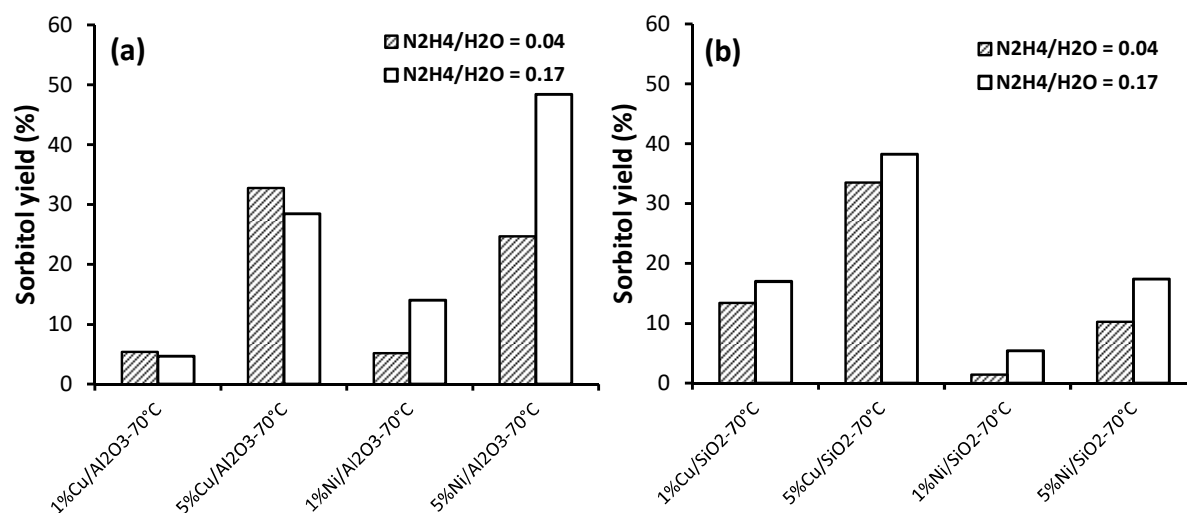 (a)
N2H4/H2O = 0.04
N2H4/H2O = 0.17
Sorbitol yield (%)
60
50
40
30
20
10
0
1%Cu/Al2O3-70°C
5%Cu/Al2O3-70°C
1%Ni/Al2O3-70°C
5%Ni/Al2O3-70°C
(b)
N2H4/H2O = 0.04
N2H4/H2O = 0.17
Sorbitol yield (%)
60
50
40
30
20
10
0
1%Cu/SiO2-70°C
5%Cu/SiO2-70°C
1%Ni/SiO2-70°C
5%Ni/SiO2-70°C